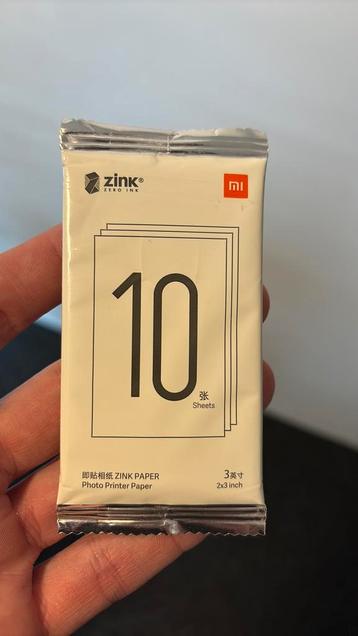 zink®
ZERO INK
mi
10
张
Sheets
即贴相纸 ZINK PAPER
Photo Printer Paper
3英寸
2x3 inch